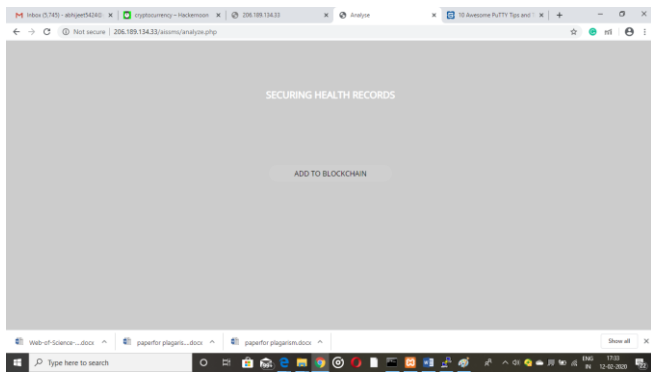 Inbox (5,745) - abhijeet5424
cryptocurrency – Hackernoon
206.189.134.33
Analyze
10 Awesome PuTTY Tips and
Not secure | 206.189.134.33/aissms/analyze.php
SECURING HEALTH RECORDS
ADD TO BLOCKCHAIN
Web-of-Science-....docx
paperfor plagaris....docx
paperfor plagarism.docx
Show all
Type here to search
ENG
IN
17:03
12-02-2020